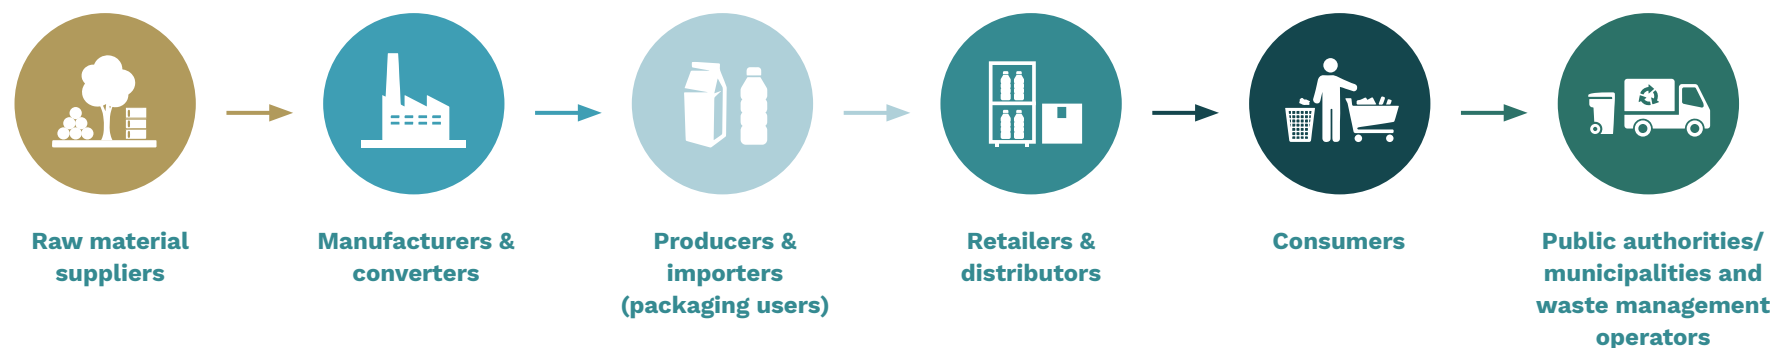 Raw material
suppliers
Manufacturers &
converters
Producers &
importers
(packaging users)
Retailers &
distributors
Consumers
Public authorities/
municipalities and
waste management
operators